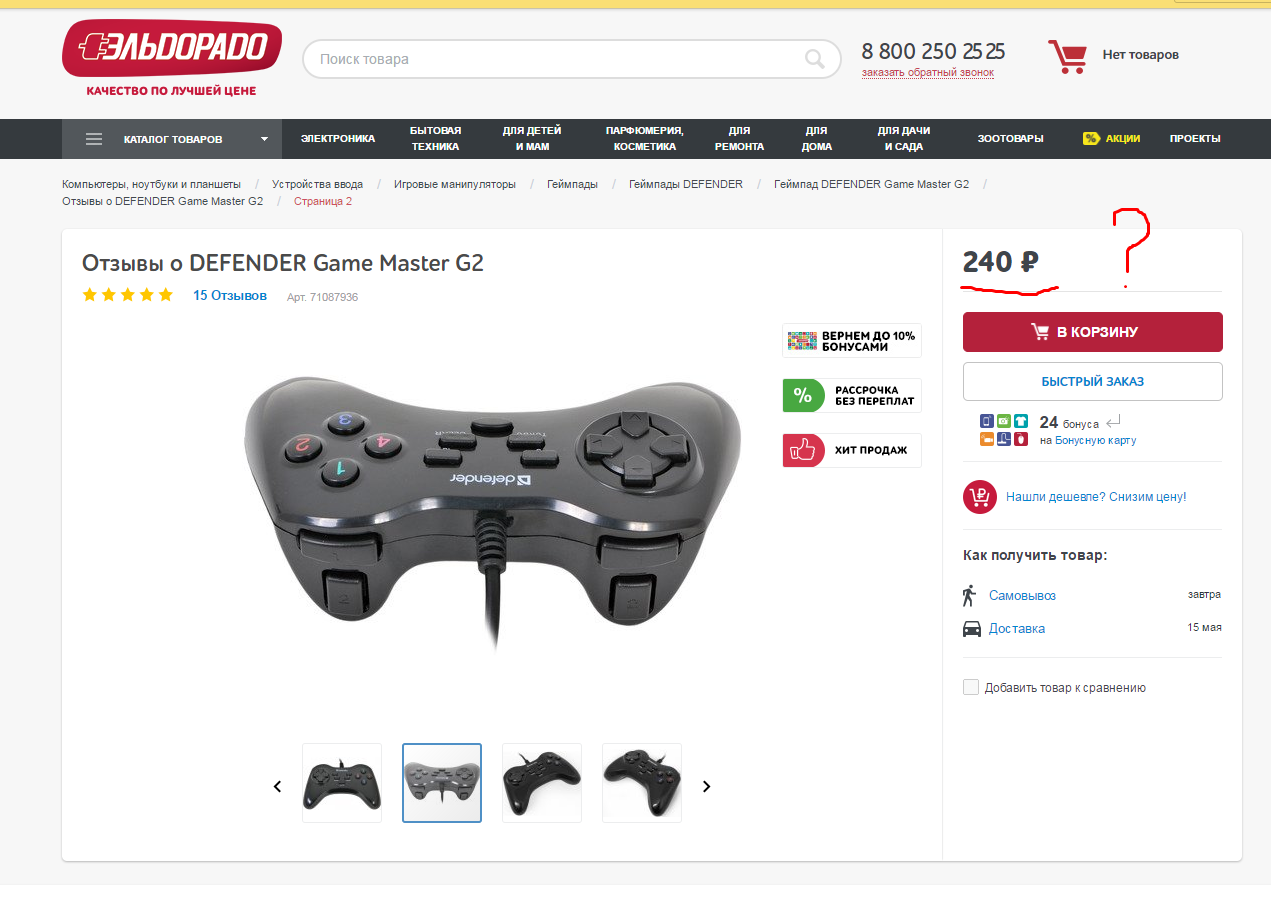 ЭЛЬДОРАДО
КАЧЕСТВО ПО ЛУЧШЕЙ ЦЕНЕ
Поиск товара
8 800 250 25 25
заказать обратный звонок
Нет товаров
КАТАЛОГ ТОВАРОВ
ЭЛЕКТРОНИКА
БЫТОВАЯ
ТЕХНИКА
ДЛЯ ДЕТЕЙ
И МАМ
ПАРФЮМЕРИЯ,
КОСМЕТИКА
ДЛЯ
РЕМОНТА
ДЛЯ
ДОМА
ДЛЯ ДАЧИ
И САДА
ЗООТОВАРЫ
% АКЦИИ
ПРОЕКТЫ
Компьютеры, ноутбуки и планшеты / Устройства ввода / Игровые манипуляторы / Геймпады / Геймпады DEFENDER / Геймпад DEFENDER Game Master G2 /
Отзывы о DEFENDER Game Master G2 / Страница 2
Отзывы о DEFENDER Game Master G2
15 Отзывов Арт. 71087936
ВЕРНЕМ ДО 10%
БОНУСАМИ
%
РАССРОЧКА
БЕЗ ПЕРЕПЛАТ
ХИТ ПРОДАЖ
3
2
4
1
defender
1
2
240 ₽
?
В КОРЗИНУ
БЫСТРЫЙ ЗАКАЗ
24 бонуса
на Бонусную карту
Нашли дешевле? Снизим цену!
Как получить товар:
Самовывоз завтра
Доставка 15 мая
Добавить товар к сравнению